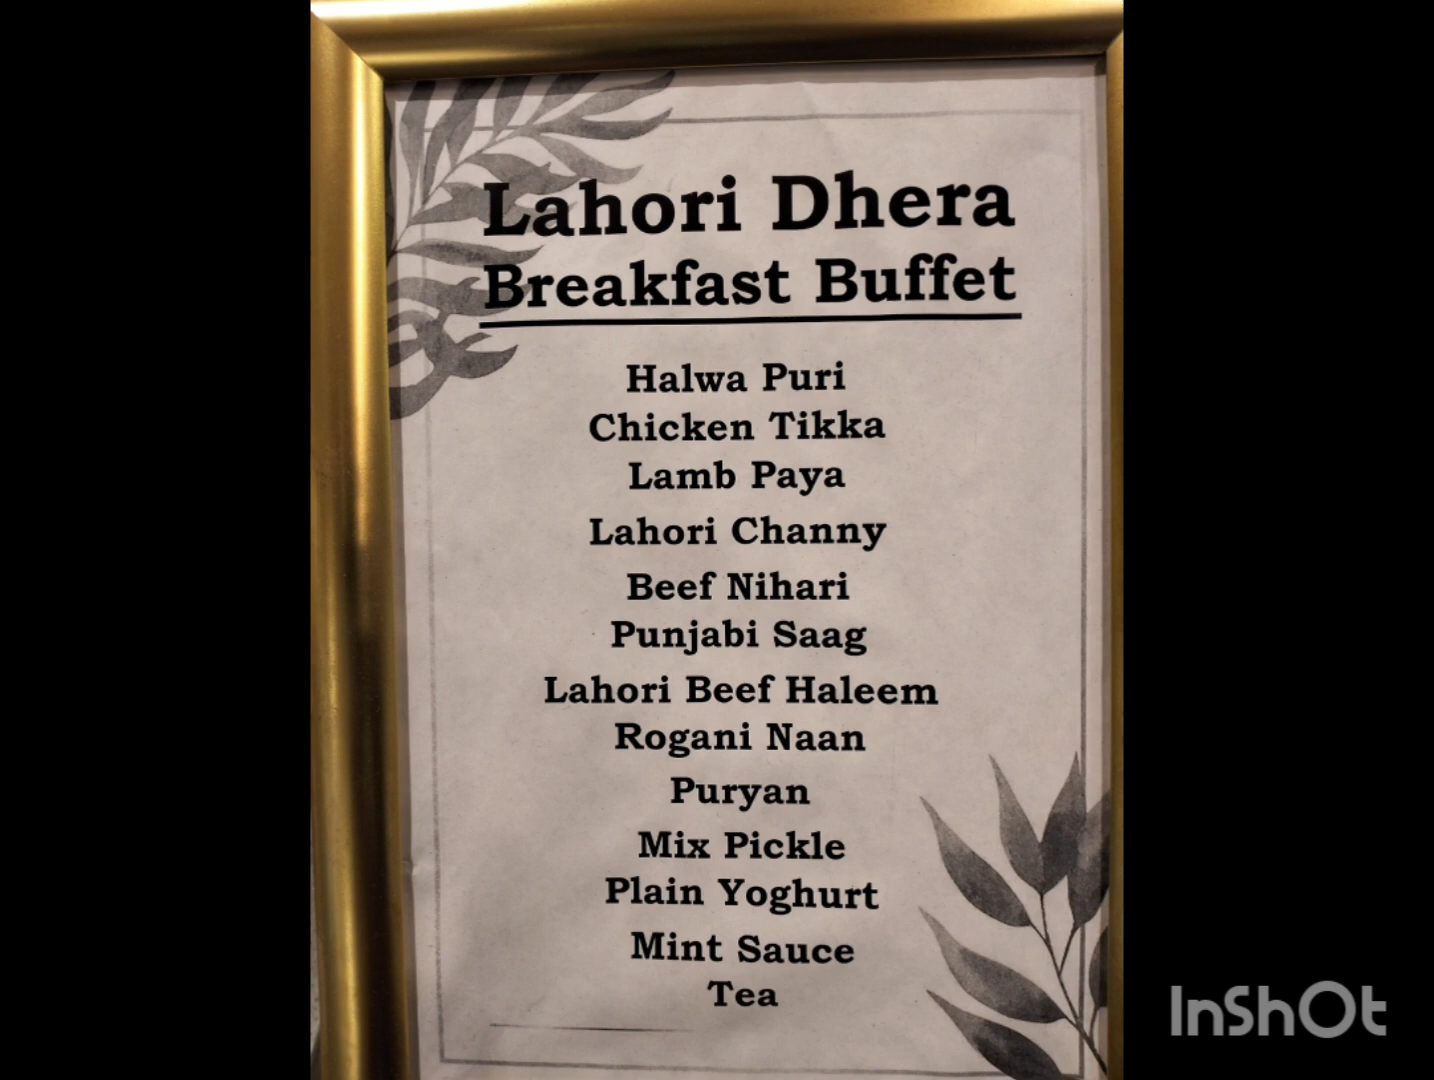 Lahori Dhera
Breakfast Buffet
Halwa Puri
Chicken Tikka
Lamb Paya
Lahori Channy
Beef Nihari
Punjabi Saag
Lahori Beef Haleem
Rogani Naan
Puryan
Mix Pickle
Plain Yoghurt
Mint Sauce
Tea
InShOt